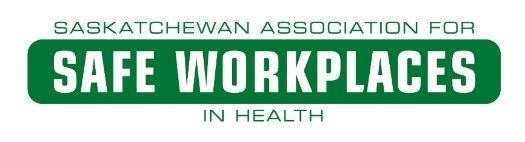 SASKATCHEWAN ASSOCIATION FOR
SAFE WORKPLACES
IN HEALTH